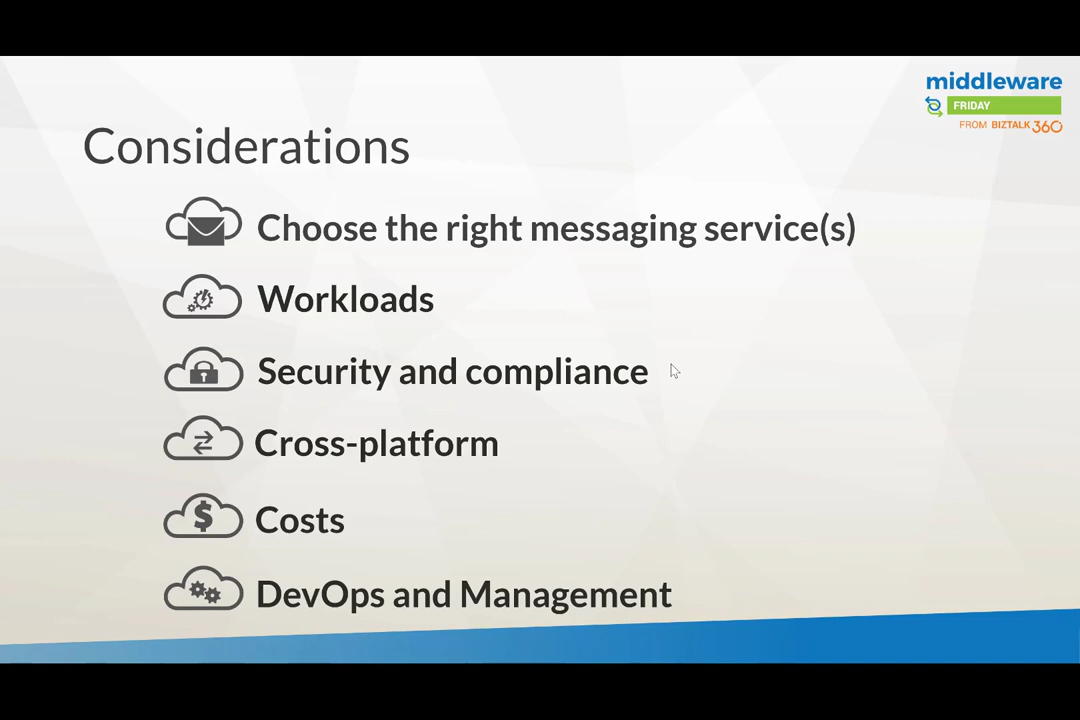 middleware
FRIDAY
FROM BIZTALK 360
Considerations
Choose the right messaging service(s)
Workloads
Security and compliance
Cross-platform
$
Costs
DevOps and Management